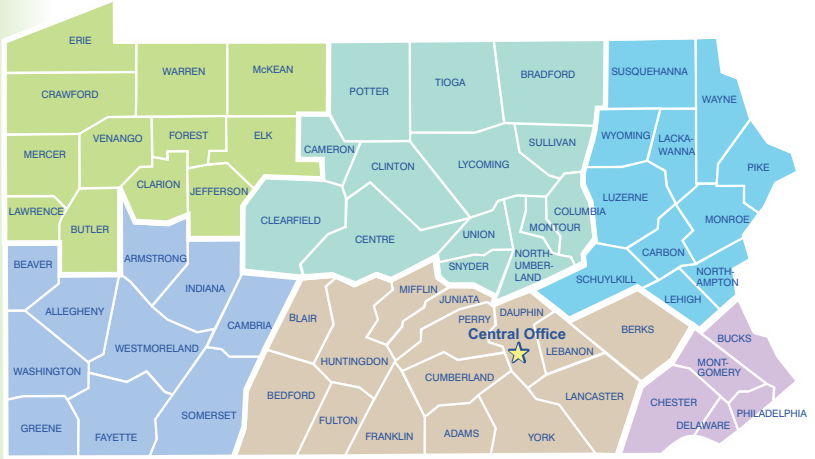 ERIE
CRAWFORD
WARREN
McKEAN
MERCER
VENANGO
FOREST
ELK
CLARION
JEFFERSON
LAWRENCE
BUTLER
POTTER
TIOGA
BRADFORD
CAMERON
CLINTON
LYCOMING
SULLIVAN
CLEARFIELD
CENTRE
UNION
SNYDER
COLUMBIA
MONTOUR
NORTH-
UMBER-
LAND
SUSQUEHANNA
WAYNE
WYOMING
LACKA-
WANNA
PIKE
LUZERNE
MONROE
CARBON
SCHUYLKILL
NORTH-
AMPTON
LEHIGH
BEAVER
ARMSTRONG
INDIANA
ALLEGHENY
CAMBRIA
WESTMORELAND
WASHINGTON
GREENE
FAYETTE
SOMERSET
BLAIR
MIFFLIN
JUNIATA
PERRY
DAUPHIN
Central Office
LEBANON
BERKS
HUNTINGDON
CUMBERLAND
BEDFORD
FULTON
FRANKLIN
ADAMS
YORK
LANCASTER
BUCKS
MONT-
GOMERY
CHESTER
DELAWARE
PHILADELPHIA